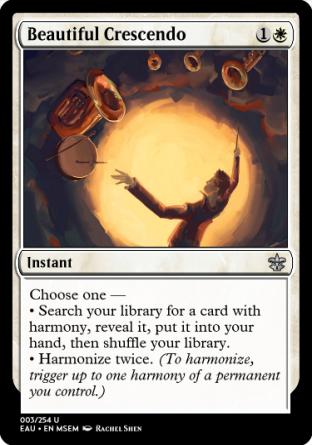 Beautiful Crescendo 1
Instant
Choose one —
• Search your library for a card with
harmony, reveal it, put it into your
hand, then shuffle your library.
• Harmonize twice. (To harmonize,
trigger up to one harmony of a permanent
you control.)
003/254 U
EAU • EN MSEM Rachel Shen